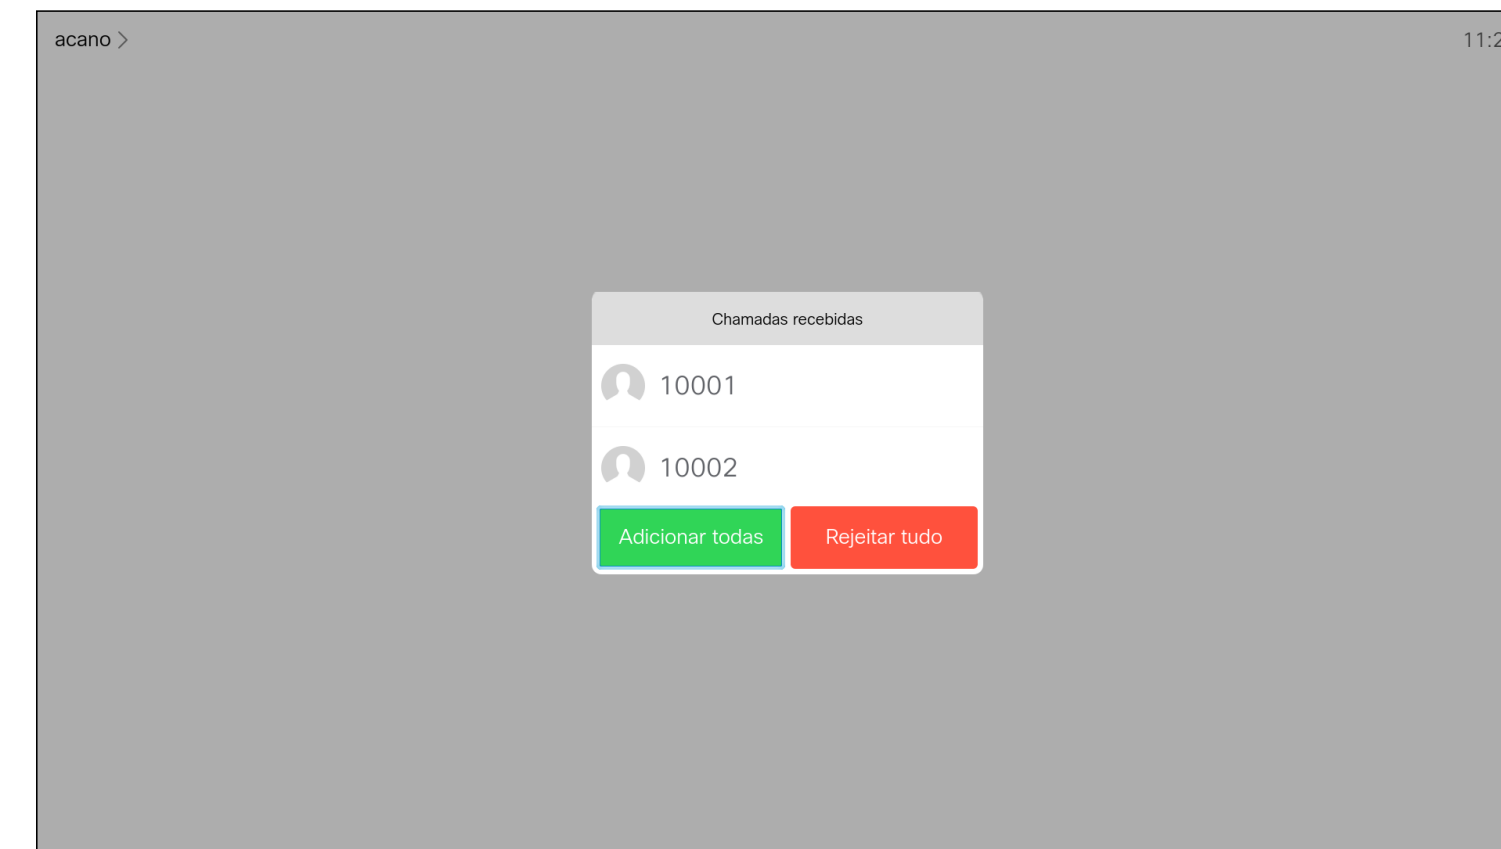 acano
Chamadas recebidas
10001
10002
Adicionar todas
Rejeitar tudo